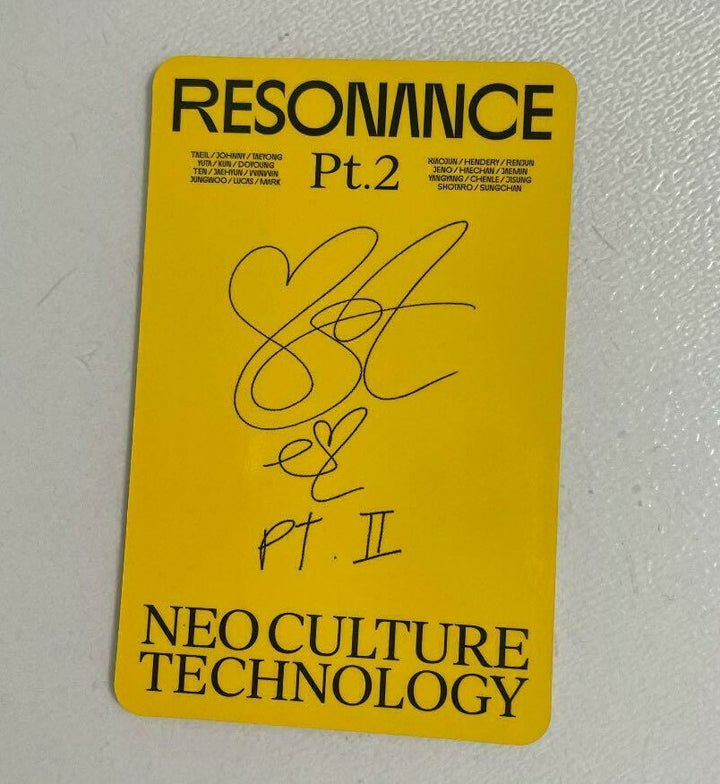 RESONANCE
TAEIL / JOHNNY / TAEYONG
YUTA / KUN / DOYOUNG
TEN / JAEHYUN / WINWIN
JUNGWOO / LUCAS / MARK
Pt.2
XIAOJUN / HENDERY / RENJUN
JENO / HAECHAN / JAEMIN
YANGYANG / CHENLE / JISUNG
SHOTARO / SUNGCHAN
Pt. II
NEO CULTURE
TECHNOLOGY